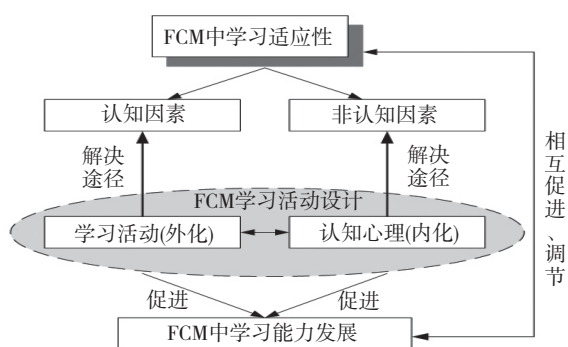 FCM中学习适应性
认知因素
非认知因素
解决
途径
解决
途径
FCM学习活动设计
学习活动(外化)
认知心理(内化)
促进
促进
FCM中学习能力发展
相互促进、调节